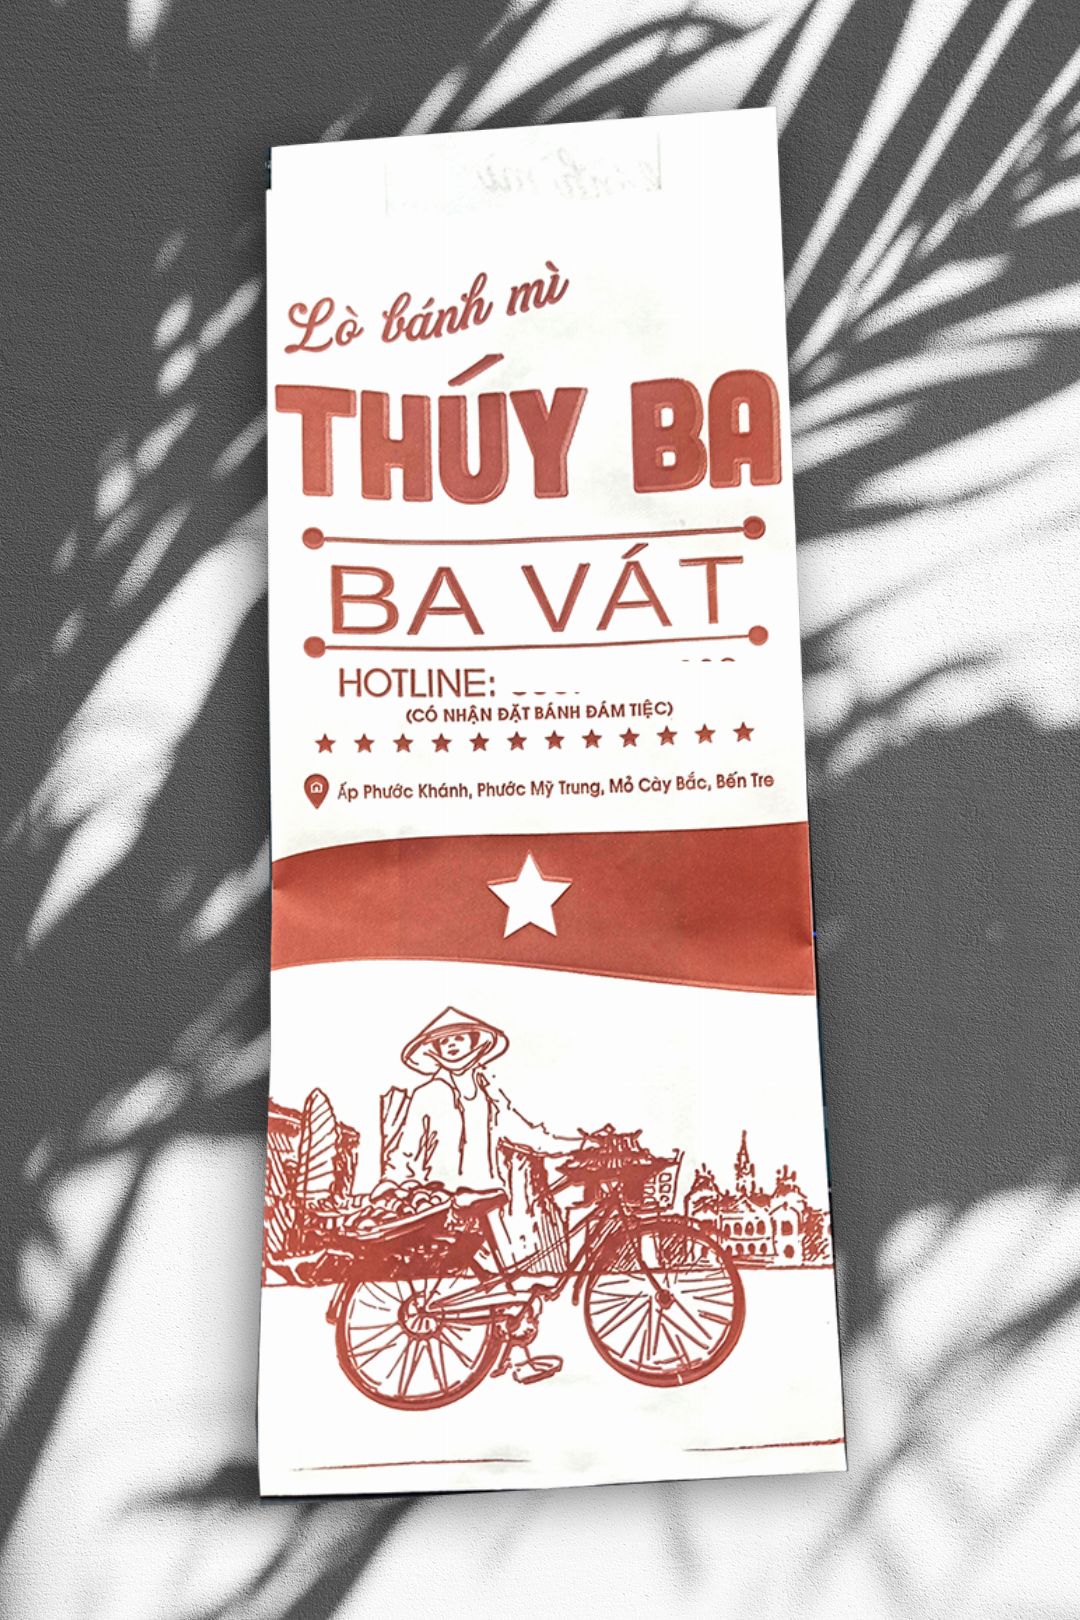 Lò bánh mì
THÚY BA
BA VÁT
HOTLINE:
(CÓ NHẬN ĐẶT BÁNH ĐÁM TIỆC)
Ấp Phước Khánh, Phước Mỹ Trung, Mỏ Cày Bắc, Bến Tre